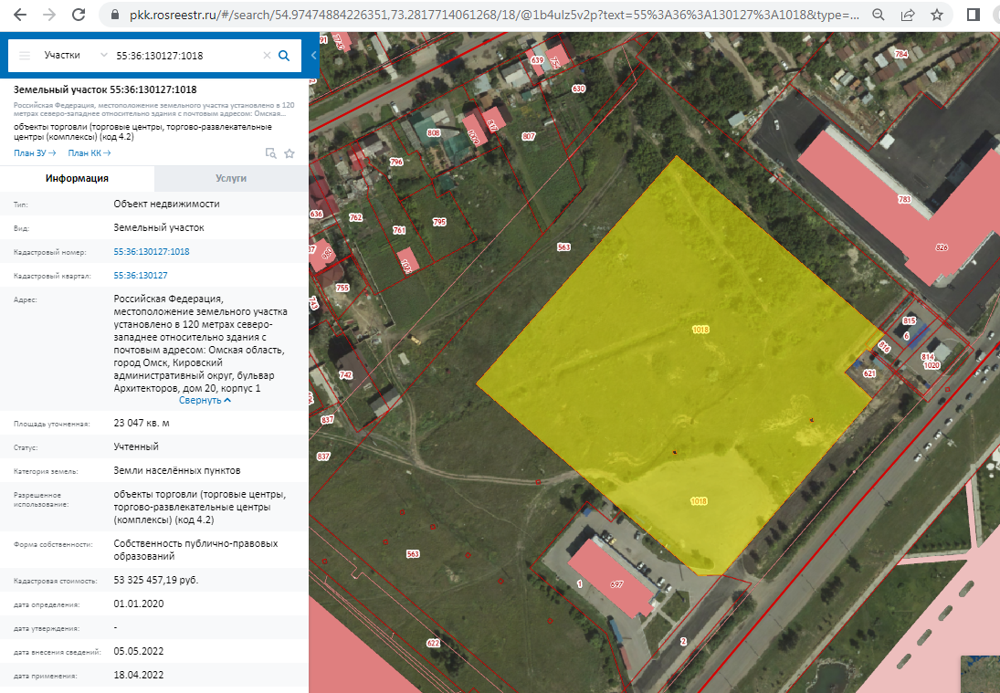 pkk.rosreestr.ru/#/search/54.97474884226351,73.2817714061268/18/@1b4ulz5v2p?text=55%3A36%3A130127%3A1018&type=...
Участки
55:36:130127:1018
Земельный участок 55:36:130127:1018
Российская Федерация, местоположение земельного участка установлено в 120
метрах северо-западнее относительно здания с почтовым адресом: Омская...
объекты торговли (торговые центры, торгово-развлекательные
центры (комплексы) (код 4.2)
План ЗУ → План КК →
Информация Услуги
Тип: Объект недвижимости
Вид: Земельный участок
Кадастровый номер: 55:36:130127:1018
Кадастровый квартал: 55:36:130127
Адрес: Российская Федерация,
местоположение земельного участка
установлено в 120 метрах северо-
западнее относительно здания с
почтовым адресом: Омская область,
город Омск, Кировский
административный округ, бульвар
Архитекторов, дом 20, корпус 1
Свернуть
Площадь уточненная: 23 047 кв. м
Статус: Учтенный
Категория земель: Земли населённых пунктов
Разрешенное
использование:
объекты торговли (торговые центры,
торгово-развлекательные центры
(комплексы) (код 4.2)
Форма собственности: Собственность публично-правовых
образований
Кадастровая стоимость: 53 325 457,19 руб.
дата определения: 01.01.2020
дата утверждения: -
дата внесения сведений: 05.05.2022
дата применения: 18.04.2022
639
784
630
808
807
796
783
636
762
795
761
563
826
755
815
6
1018
816
814
1020
742
621
837
837
1018
563
1
697
622
2